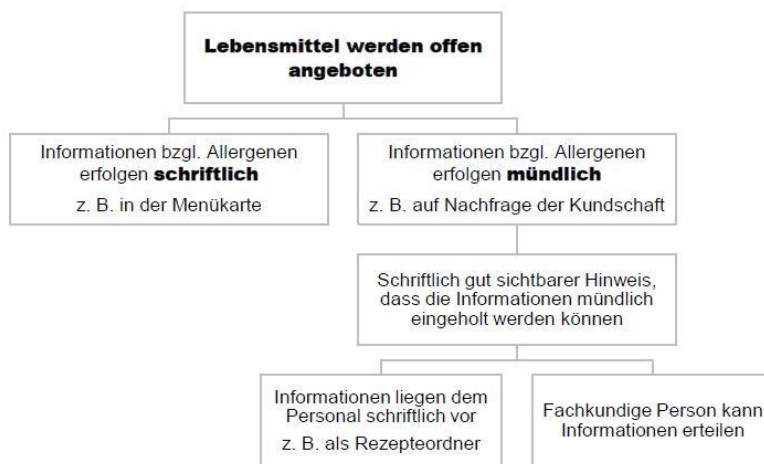 Lebensmittel werden offen
angeboten
Informationen bzgl. Allergenen
erfolgen schriftlich
z. B. in der Menükarte
Informationen bzgl. Allergenen
erfolgen mündlich
z. B. auf Nachfrage der Kundschaft
Schriftlich gut sichtbarer Hinweis,
dass die Informationen mündlich
eingeholt werden können
Informationen liegen dem
Personal schriftlich vor
z. B. als Rezepteordner
Fachkundige Person kann
Informationen erteilen